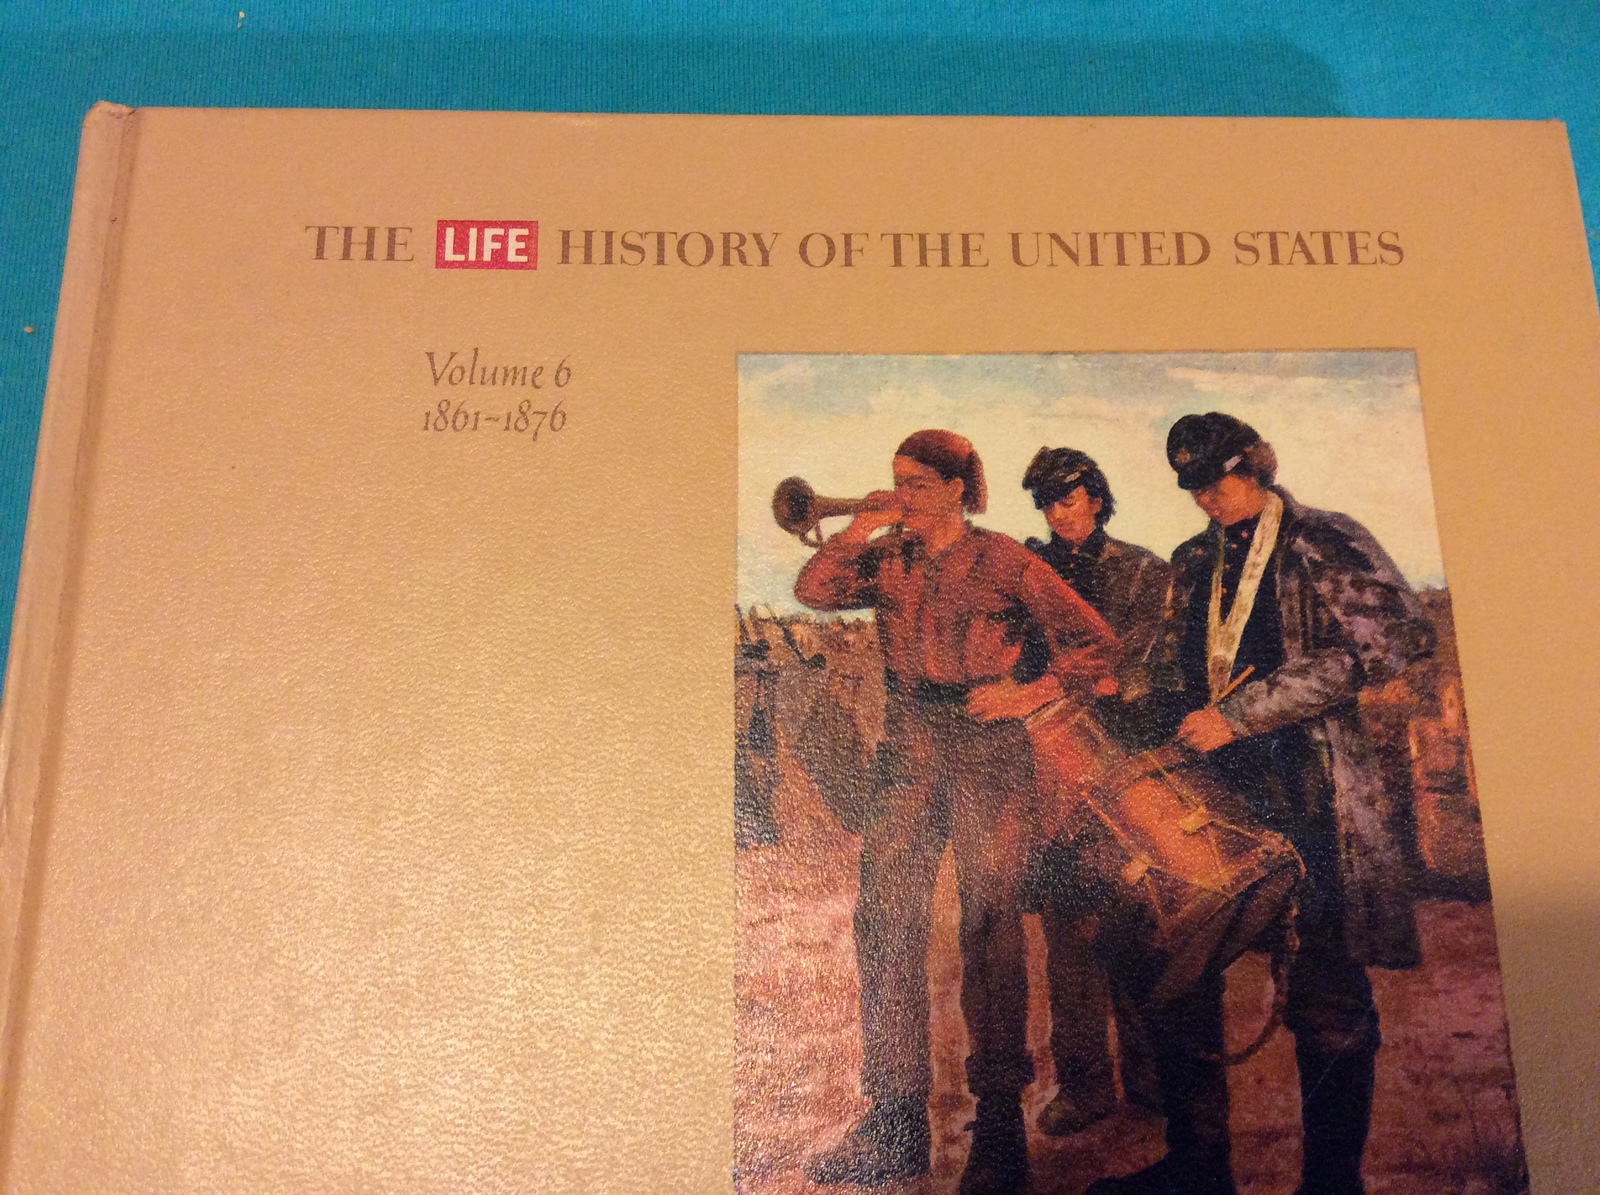 THE LIFE HISTORY OF THE UNITED STATES
Volume 6
1861-1876